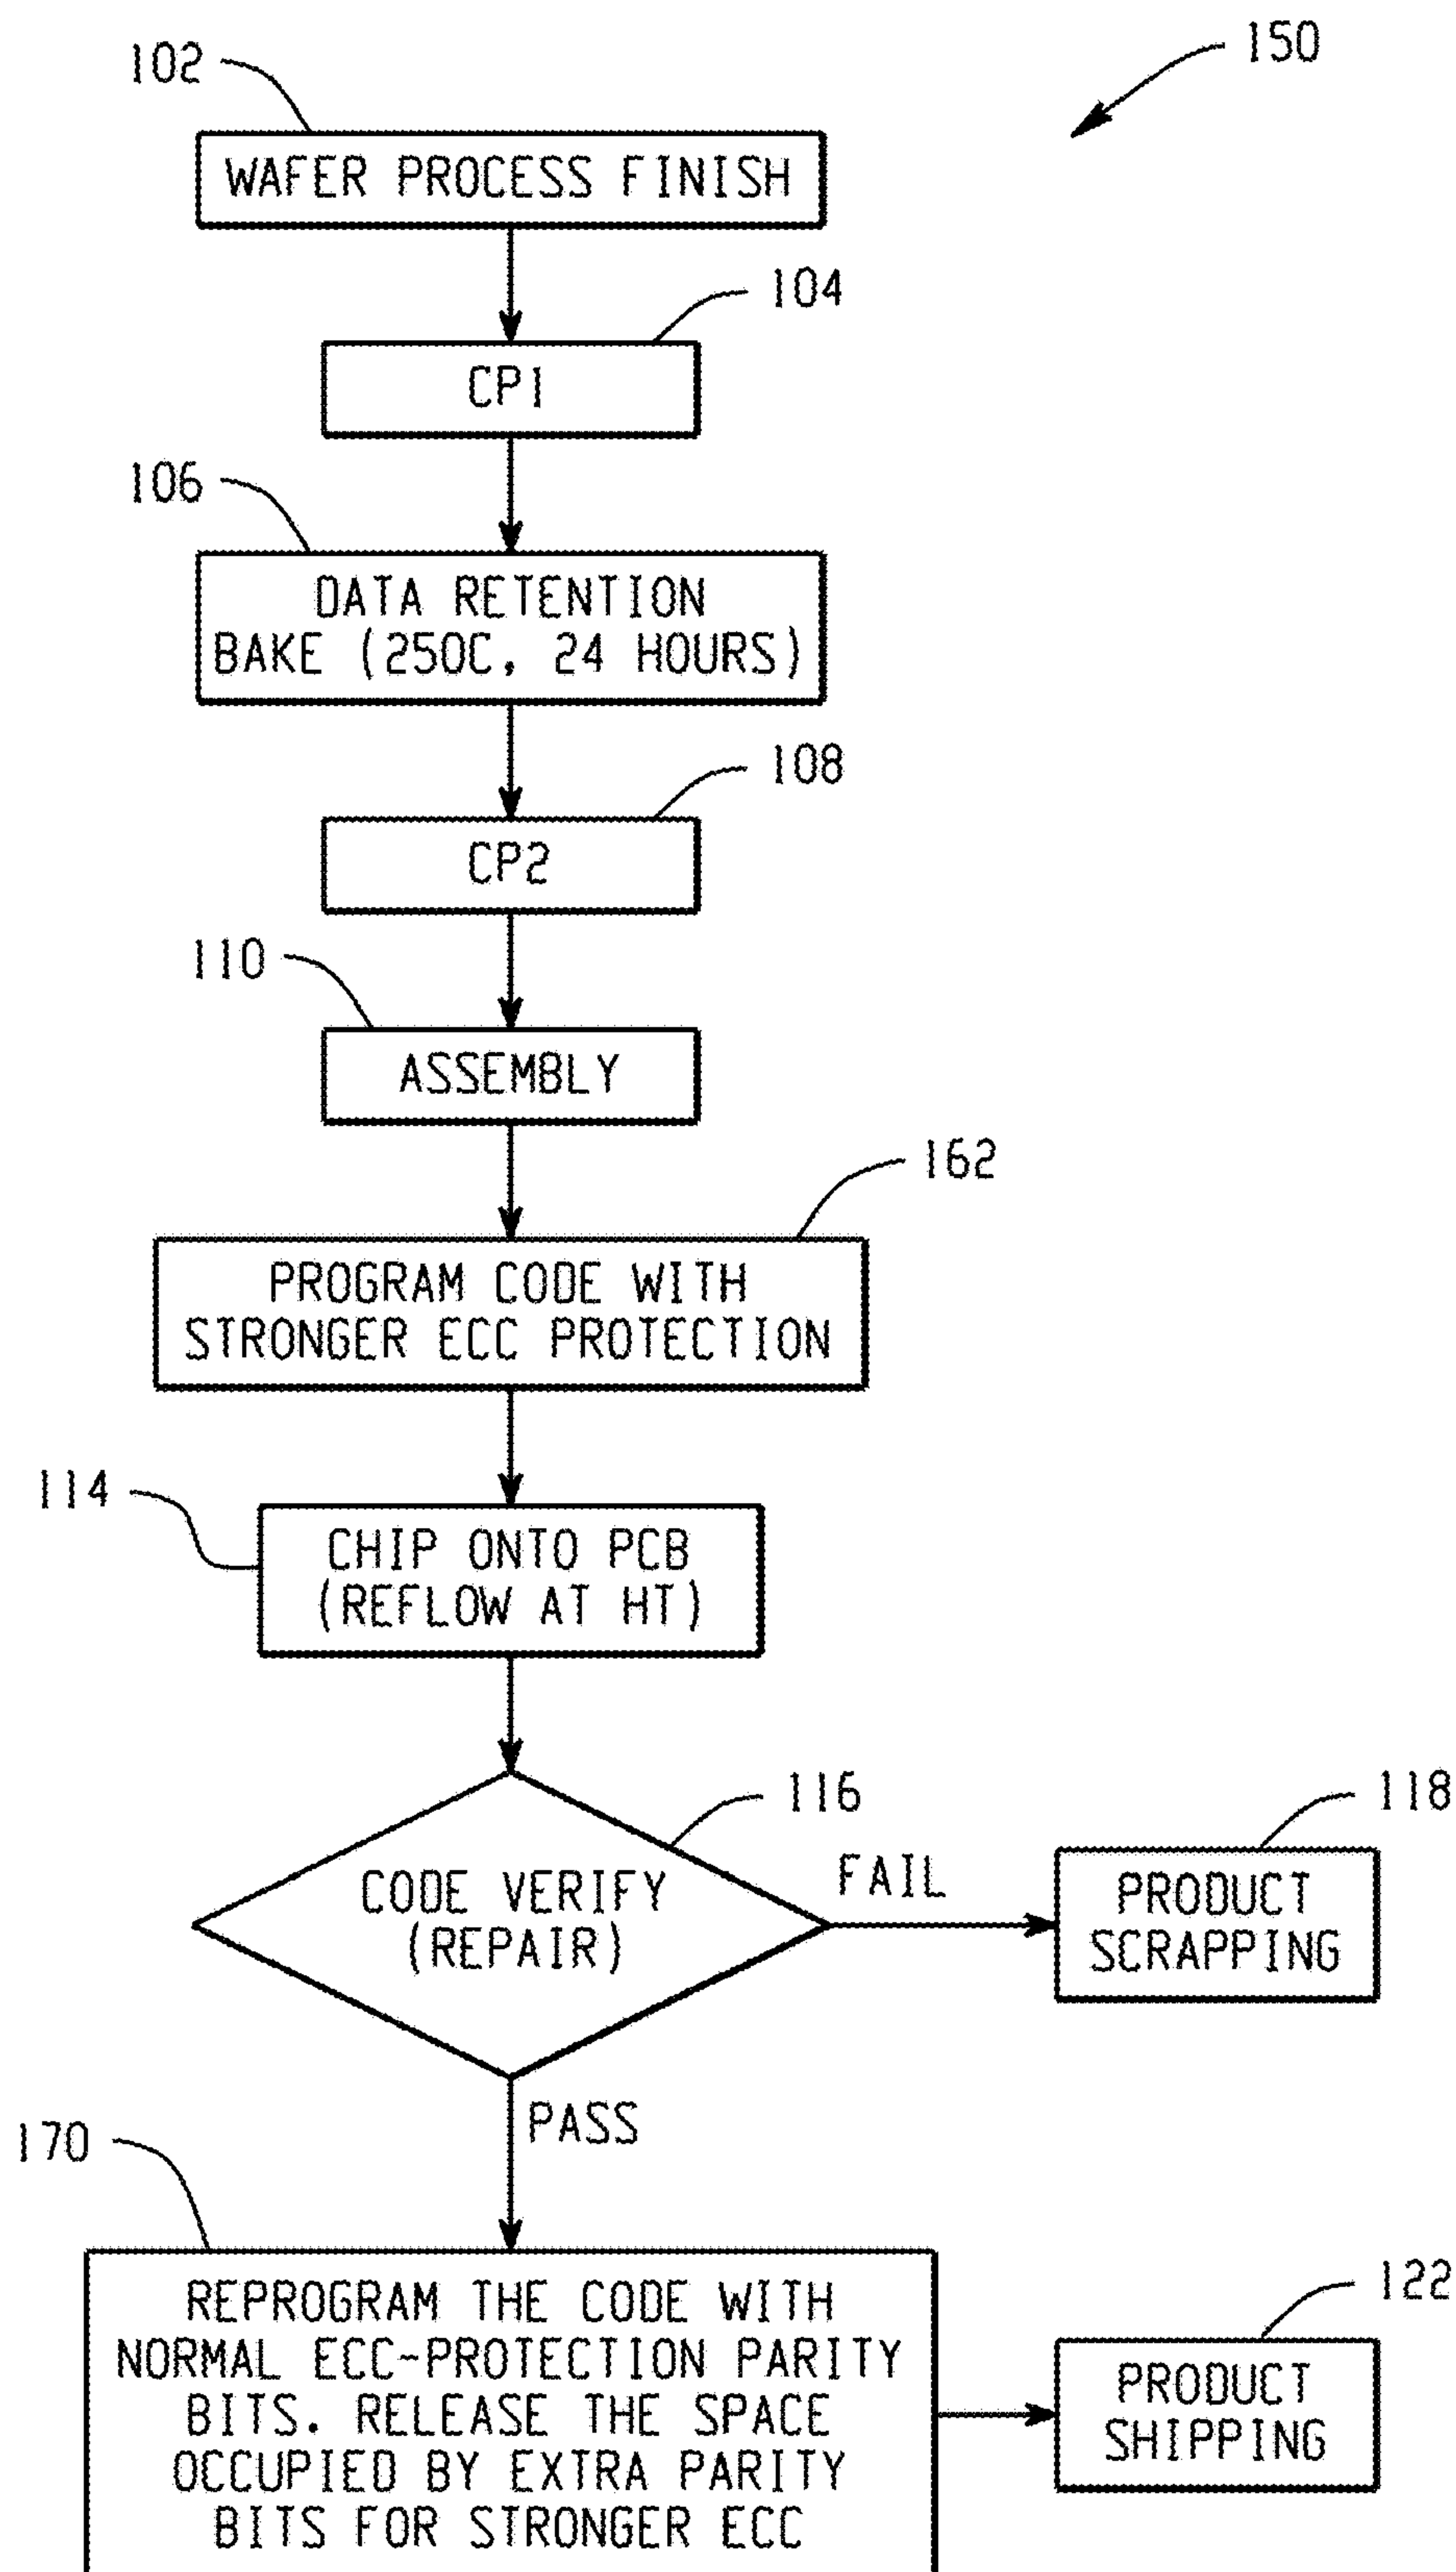 150
102
WAFER PROCESS FINISH
104
CP1
106
DATA RETENTION
BAKE (250C, 24 HOURS)
108
CP2
110
ASSEMBLY
162
PROGRAM CODE WITH
STRONGER ECC PROTECTION
114
CHIP ONTO PCB
(REFLOW AT HT)
116
CODE VERIFY
(REPAIR)
FAIL
118
PRODUCT
SCRAPPING
PASS
170
REPROGRAM THE CODE WITH
NORMAL ECC-PROTECTION PARITY
BITS. RELEASE THE SPACE
OCCUPIED BY EXTRA PARITY
BITS FOR STRONGER ECC
122
PRODUCT
SHIPPING